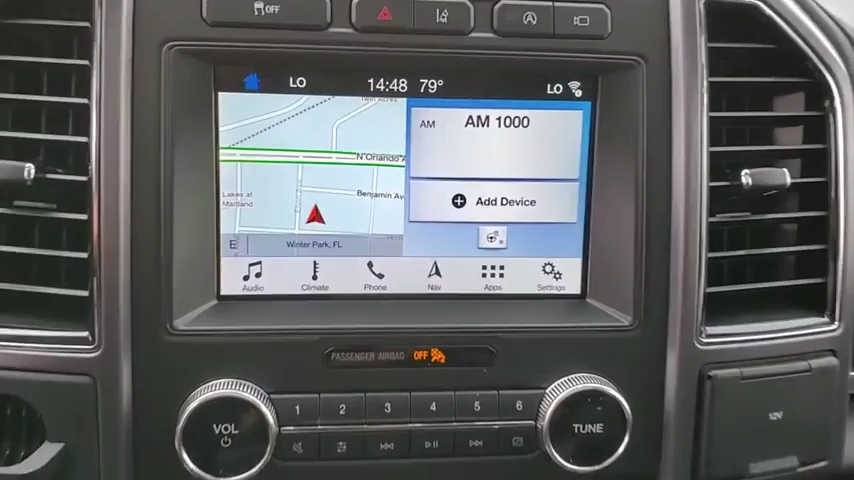 OFF
A
LO
14:48
79°
LO
Twin Acres
N Orlando A
Lakes at
Maitland
Benjamin Av
E
Winter Park, FL
AM
AM 1000
Add Device
Audio
Climate
Phone
Nav
Apps
Settings
PASSENGER AIRBAG OFF
1
2
3
4
5
6
VOL
TUNE
12V